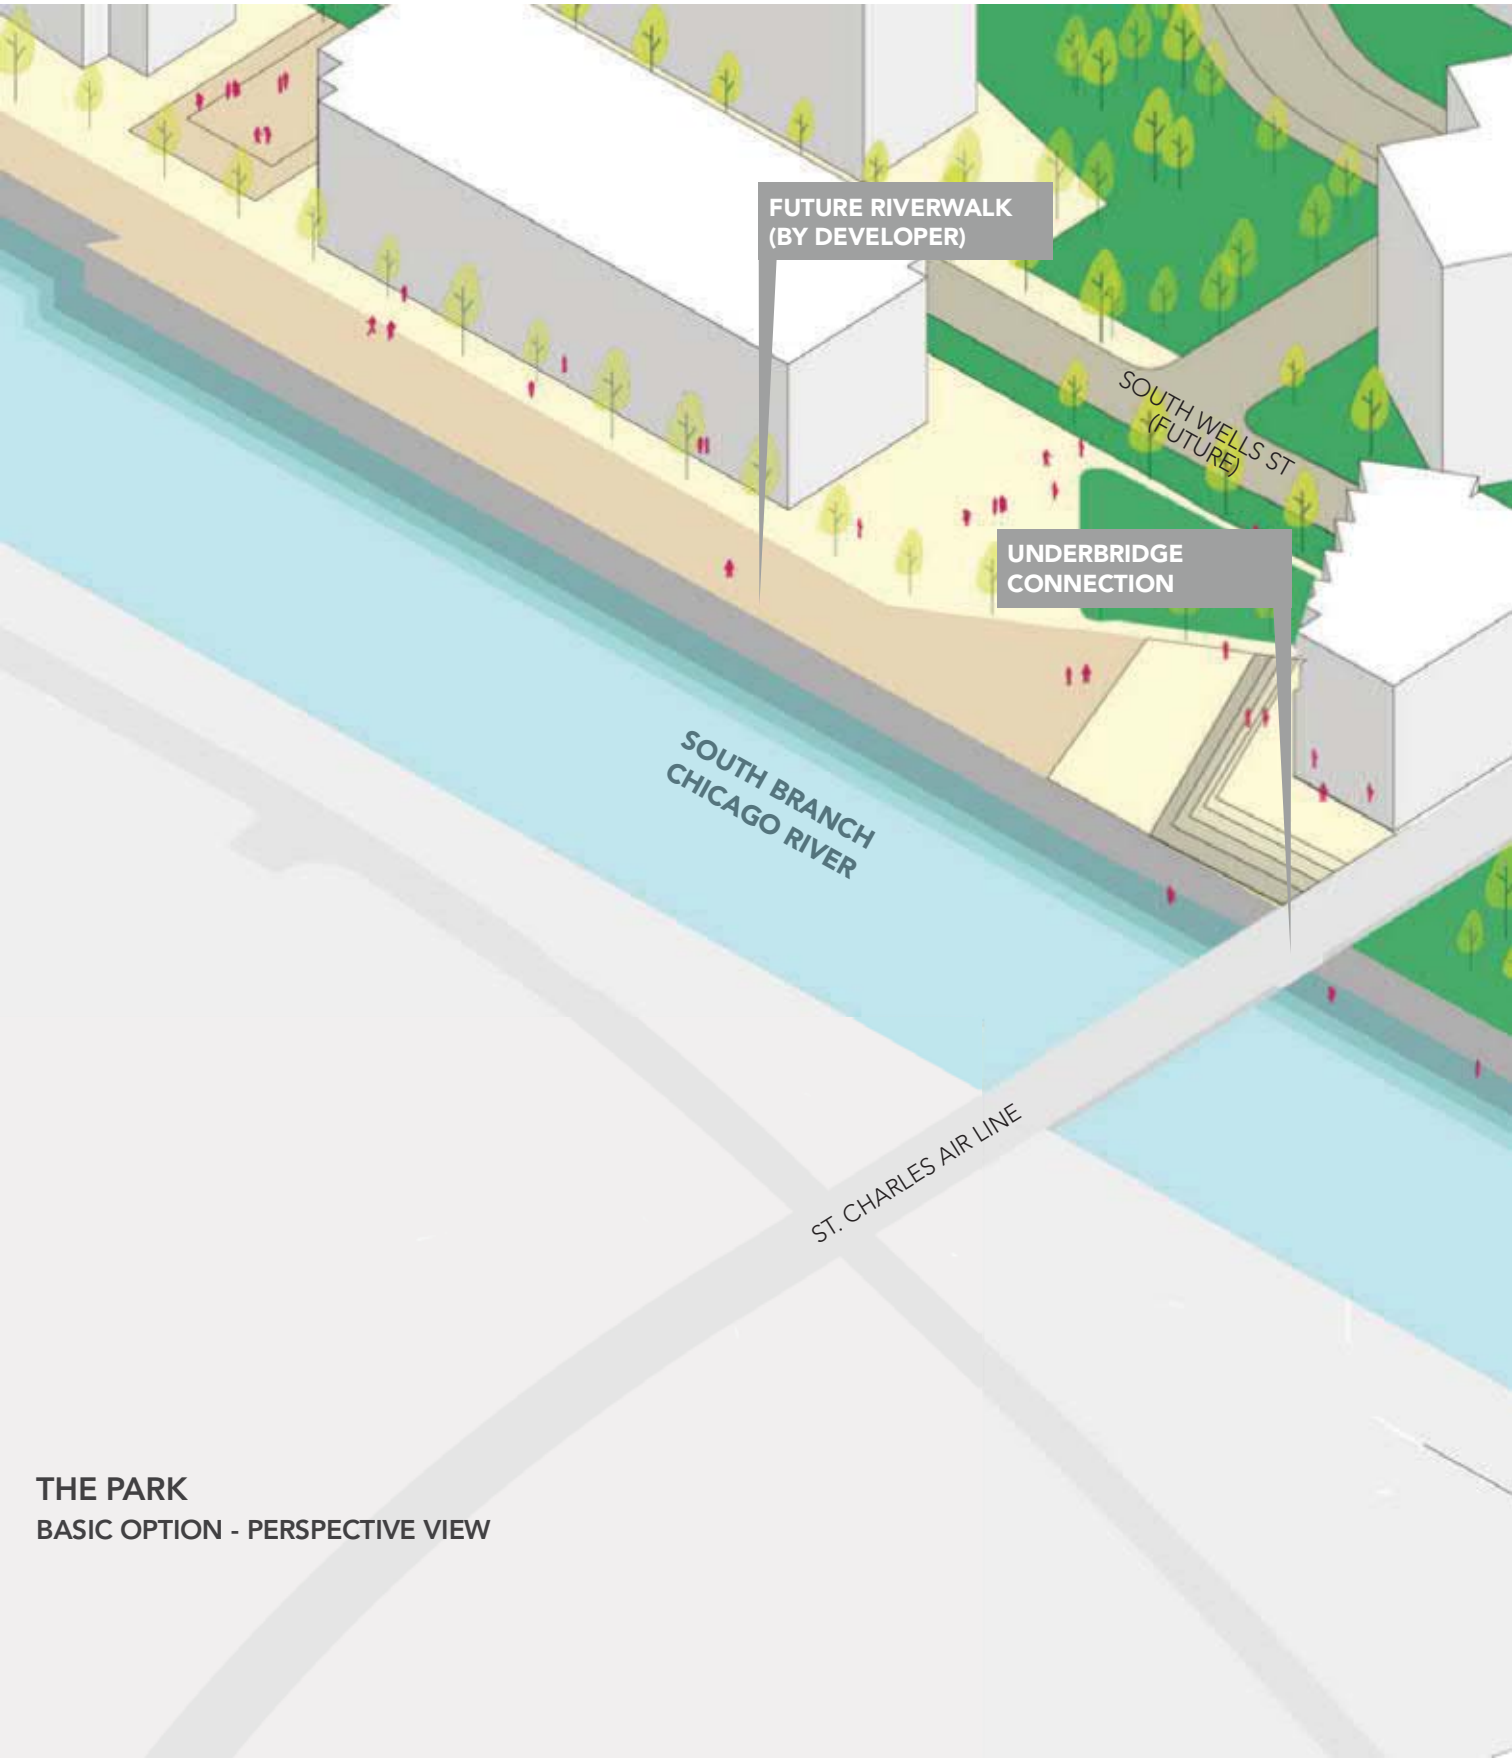 FUTURE RIVERWALK
(BY DEVELOPER)
SOUTH WELLS ST
(FUTURE)
UNDERBRIDGE
CONNECTION
SOUTH BRANCH
CHICAGO RIVER
ST. CHARLES AIR LINE
THE PARK
BASIC OPTION - PERSPECTIVE VIEW